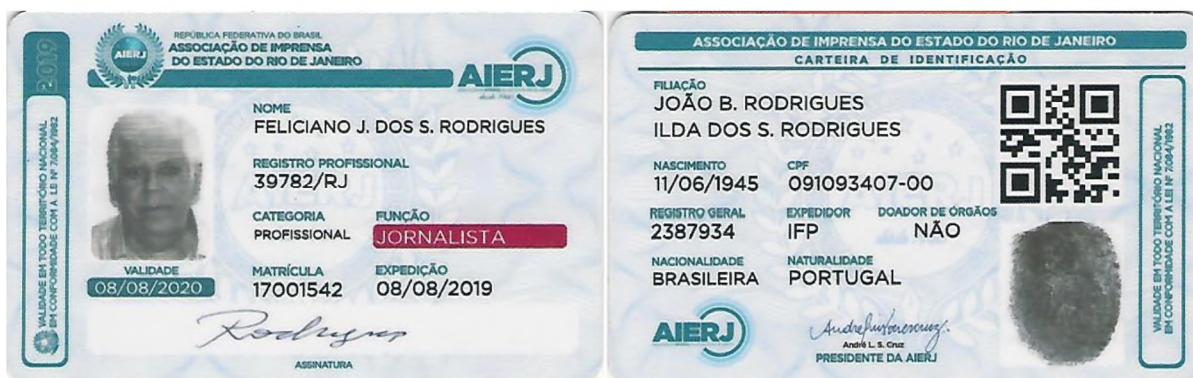 2019
VALIDADE EM TODO TERRITÓRIO NACIONAL
EM CONFORMIDADE COM A LEI Nº 7.084/1982
AIERJ
REPÚBLICA FEDERATIVA DO BRASIL
ASSOCIAÇÃO DE IMPRENSA
DO ESTADO DO RIO DE JANEIRO
AIERJ
desde
NOME
FELICIANO J. DOS S. RODRIGUES
REGISTRO PROFISSIONAL
39782/RJ
CATEGORIA FUNÇÃO
PROFISSIONAL JORNALISTA
VALIDADE MATRÍCULA EXPEDIÇÃO
08/08/2020 17001542 08/08/2019
Rodrigues
ASSINATURA
ASSOCIAÇÃO DE IMPRENSA DO ESTADO DO RIO DE JANEIRO
CARTEIRA DE IDENTIFICAÇÃO
FILIAÇÃO
JOÃO B. RODRIGUES
ILDA DOS S. RODRIGUES
NASCIMENTO CPF
11/06/1945 091093407-00
REGISTRO GERAL EXPEDIDOR DOADOR DE ÓRGÃOS
2387934 IFP NÃO
NACIONALIDADE NATURALIDADE
BRASILEIRA PORTUGAL
AIERJ
André L. S. Cruz
PRESIDENTE DA AIERJ
VALIDADE EM TODO TERRITÓRIO NACIONAL
EM CONFORMIDADE COM A LEI Nº 7.084/1982